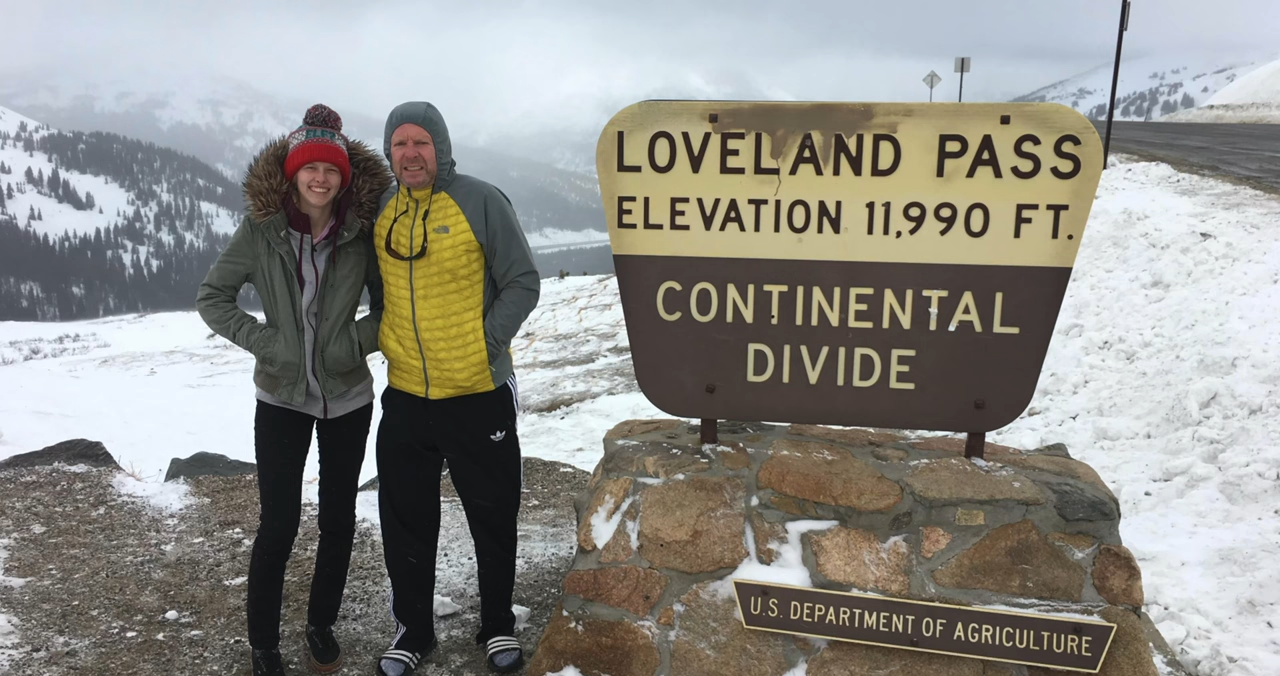 LOVELAND PASS
ELEVATION 11,990 FT.
CONTINENTAL
DIVIDE
U.S. DEPARTMENT OF AGRICULTURE